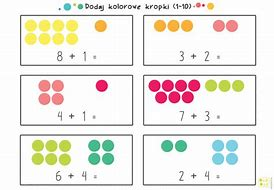 Dodaj kolorowe kropki (1-10)
8 + 1 =
3 + 2 =
4 + 1 =
7 + 3 =
6 + 4 =
2 + 4 =